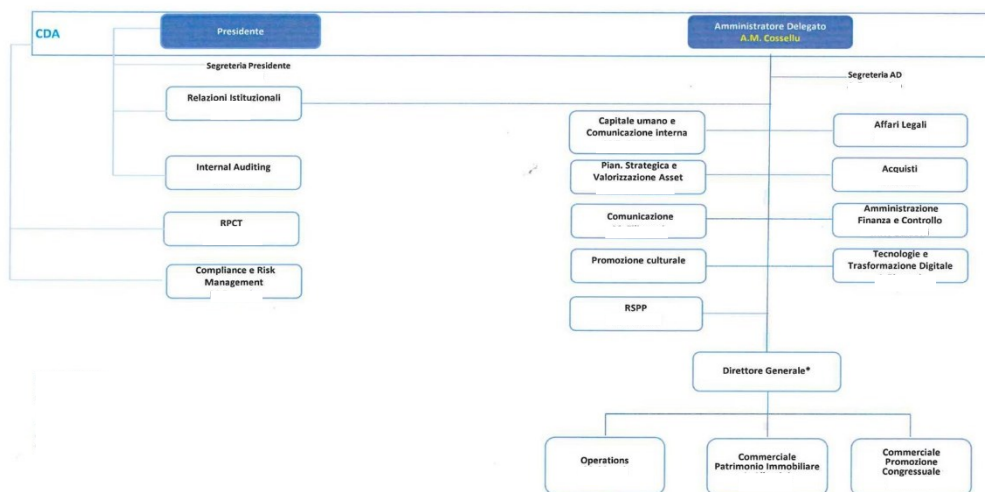 CDA
Presidente
Amministratore Delegato
A.M. Cossellu
Segreteria Presidente
Segreteria AD
Relazioni Istituzionali
Capitale umano e
Comunicazione interna
Affari Legali
Internal Auditing
Pian. Strategica e
Valorizzazione Asset
Acquisti
RPCT
Comunicazione
Amministrazione
Finanza e Controllo
Compliance e Risk
Management
Promozione culturale
Tecnologie e
Trasformazione Digitale
RSPP
Direttore Generale*
Operations
Commerciale
Patrimonio Immobiliare
Commerciale
Promozione
Congressuale